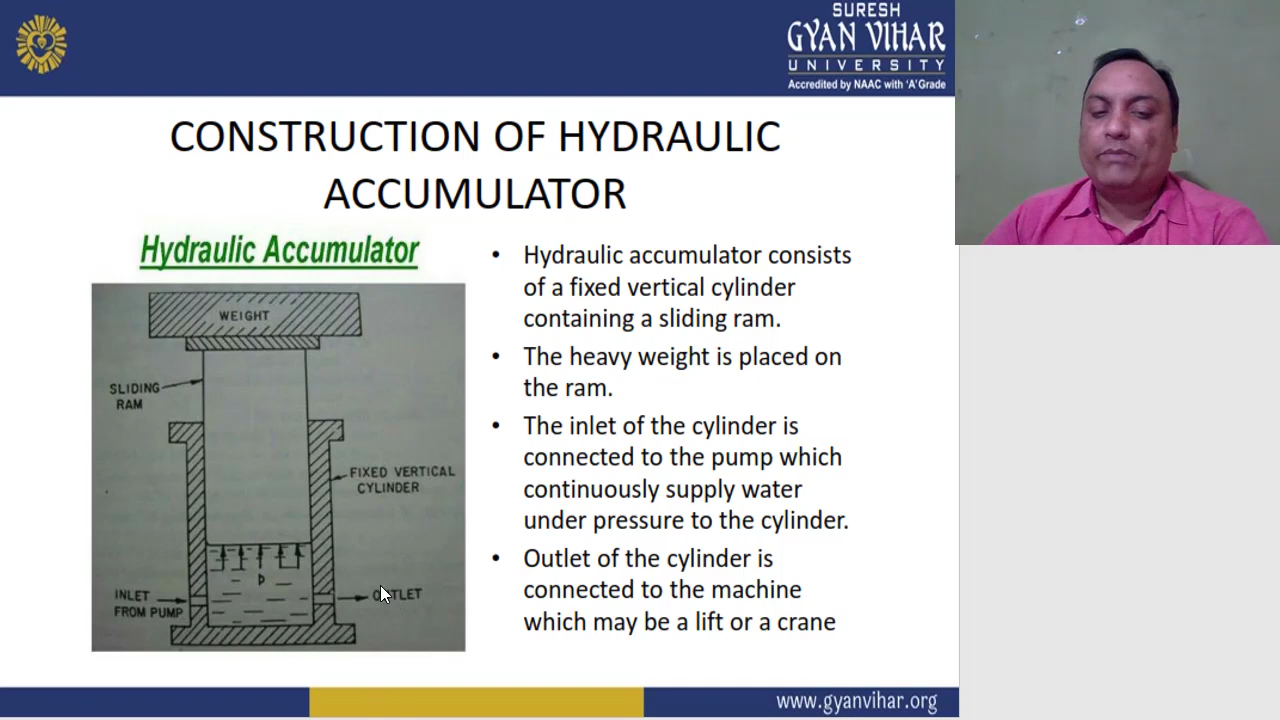 SURESH
GYAN VIHAR
UNIVERSITY
Accredited by NAAC with 'A' Grade
CONSTRUCTION OF HYDRAULIC
ACCUMULATOR
Hydraulic Accumulator
WEIGHT
SLIDING
RAM
FIXED VERTICAL
CYLINDER
p
INLET
FROM PUMP
OUTLET
• Hydraulic accumulator consists
of a fixed vertical cylinder
containing a sliding ram.
• The heavy weight is placed on
the ram.
• The inlet of the cylinder is
connected to the pump which
continuously supply water
under pressure to the cylinder.
• Outlet of the cylinder is
connected to the machine
which may be a lift or a crane
www.gyanvihar.org